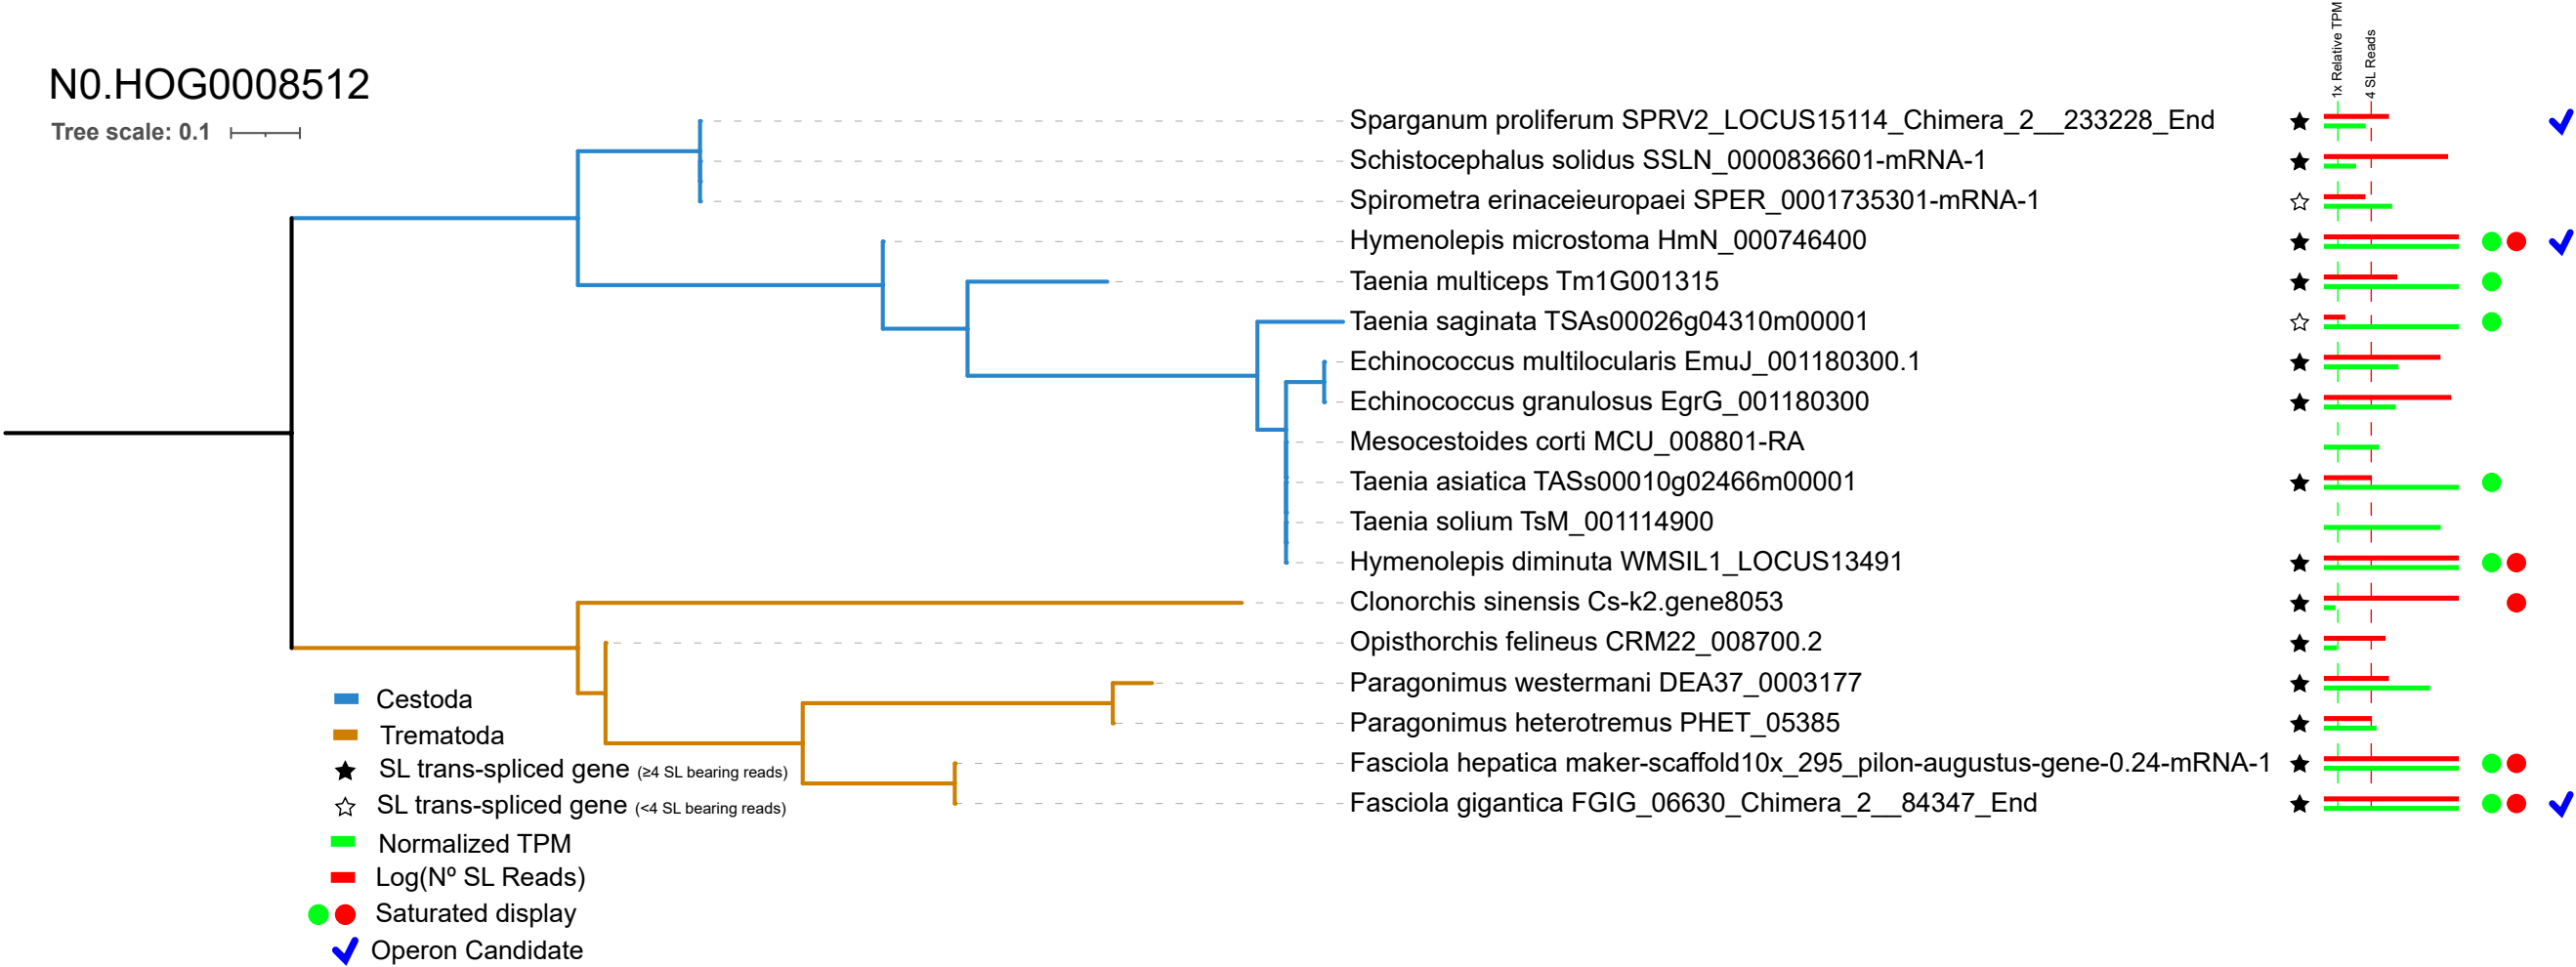 1x Relative TPM
4 SL Reads
N0.HOG0008512
Tree scale: 0.1
Sparganum proliferum SPRV2_LOCUS15114_Chimera_2__233228_End
Schistocephalus solidus SSLN_0000836601-mRNA-1
Spirometra erinaceieuropaei SPER_0001735301-mRNA-1
Hymenolepis microstoma HmN_000746400
Taenia multiceps Tm1G001315
Taenia saginata TSAs00026g04310m00001
Echinococcus multilocularis EmuJ_001180300.1
Echinococcus granulosus EgrG_001180300
Mesocestoides corti MCU_008801-RA
Taenia asiatica TASs00010g02466m00001
Taenia solium TsM_001114900
Hymenolepis diminuta WMSIL1_LOCUS13491
Clonorchis sinensis Cs-k2.gene8053
Opisthorchis felineus CRM22_008700.2
Paragonimus westermani DEA37_0003177
Paragonimus heterotremus PHET_05385
Fasciola hepatica maker-scaffold10x_295_pilon-augustus-gene-0.24-mRNA-1
Fasciola gigantica FGIG_06630_Chimera_2__84347_End
Cestoda
Trematoda
SL trans-spliced gene (≥4 SL bearing reads)
SL trans-spliced gene (<4 SL bearing reads)
Normalized TPM
Log(Nº SL Reads)
Saturated display
Operon Candidate